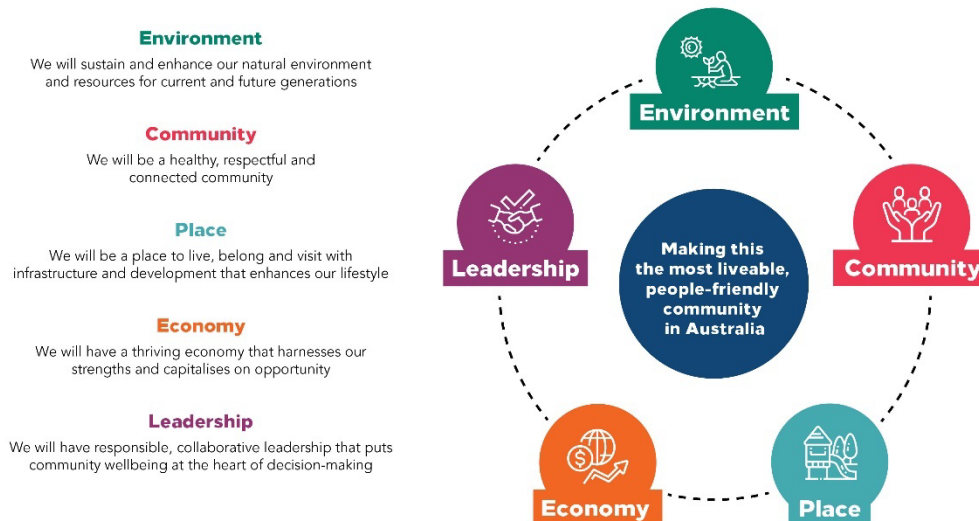 Environment
We will sustain and enhance our natural environment
and resources for current and future generations
Community
We will be a healthy, respectful and
connected community
Place
We will be a place to live, belong and visit with
infrastructure and development that enhances our lifestyle
Economy
We will have a thriving economy that harnesses our
strengths and capitalises on opportunity
Leadership
We will have responsible, collaborative leadership that puts
community wellbeing at the heart of decision-making
Environment
Leadership
Community
Making this
the most liveable,
people-friendly
community
in Australia
$
Economy
Place